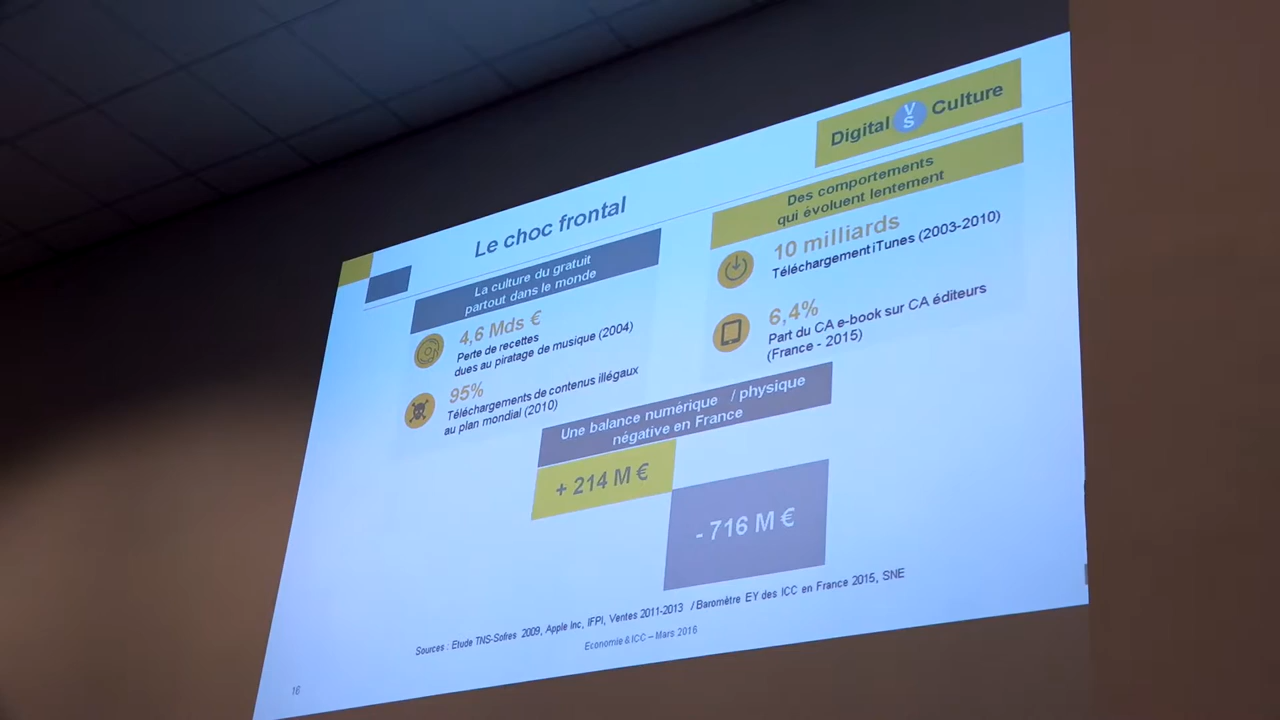 Digital VS Culture
Le choc frontal
La culture du gratuit
partout dans le monde
4,6 Mds €
Perte de recettes
dues au piratage de musique (2004)
95%
Téléchargements de contenus illégaux
au plan mondial (2010)
Des comportements
qui évoluent lentement
10 milliards
Téléchargement iTunes (2003-2010)
6,4%
Part du CA e-book sur CA éditeurs
(France - 2015)
Une balance numérique / physique
négative en France
+ 214 M €
- 716 M €
Sources : Etude TNS-Sofres 2009, Apple Inc, IFPI, Ventes 2011-2013 / Baromètre EY des ICC en France 2015, SNE
Economie & ICC – Mars 2016
16